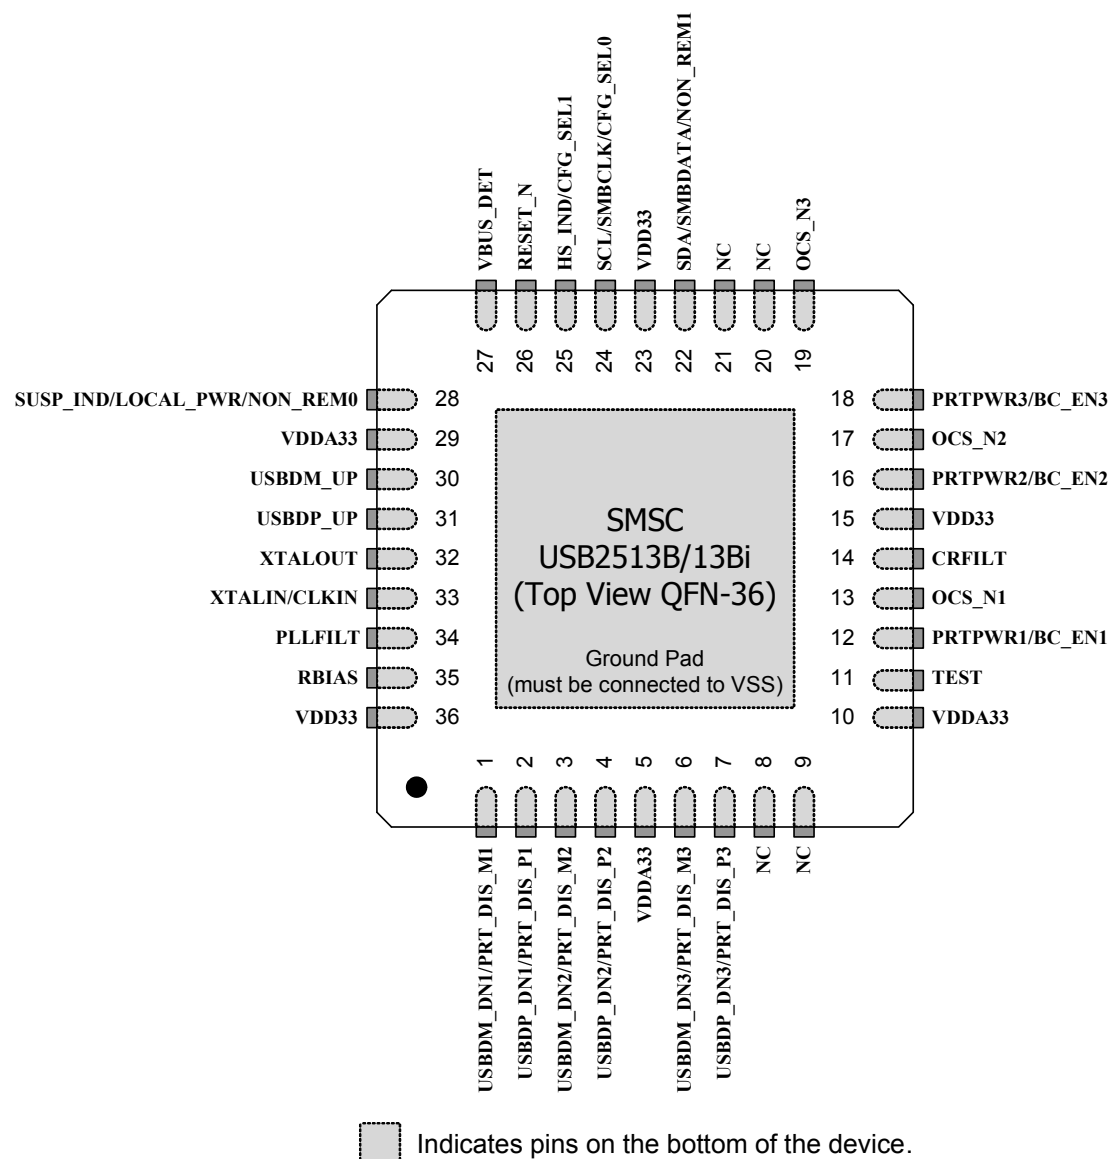 VBUS_DET
RESET_N
HS_IND/CFG_SEL1
SCL/SMBCLK/CFG_SEL0
VDD33
SDA/SMBDATA/NON_REM1
NC
NC
OCS_N3
27
26
25
24
23
22
21
20
19
SUSP_IND/LOCAL_PWR/NON_REM0 28
VDDA33 29
USBDM_UP 30
USBDP_UP 31
XTALOUT 32
XTALIN/CLKIN 33
PLLFILT 34
RBIAS 35
VDD33 36
SMSC
USB2513B/13Bi
(Top View QFN-36)
Ground Pad
(must be connected to VSS)
18 PRTPWR3/BC_EN3
17 OCS_N2
16 PRTPWR2/BC_EN2
15 VDD33
14 CRFILT
13 OCS_N1
12 PRTPWR1/BC_EN1
11 TEST
10 VDDA33
1
2
3
4
5
6
7
8
9
USBDM_DN1/PRT_DIS_M1
USBDP_DN1/PRT_DIS_P1
USBDM_DN2/PRT_DIS_M2
USBDP_DN2/PRT_DIS_P2
VDDA33
USBDM_DN3/PRT_DIS_M3
USBDP_DN3/PRT_DIS_P3
NC
NC
Indicates pins on the bottom of the device.